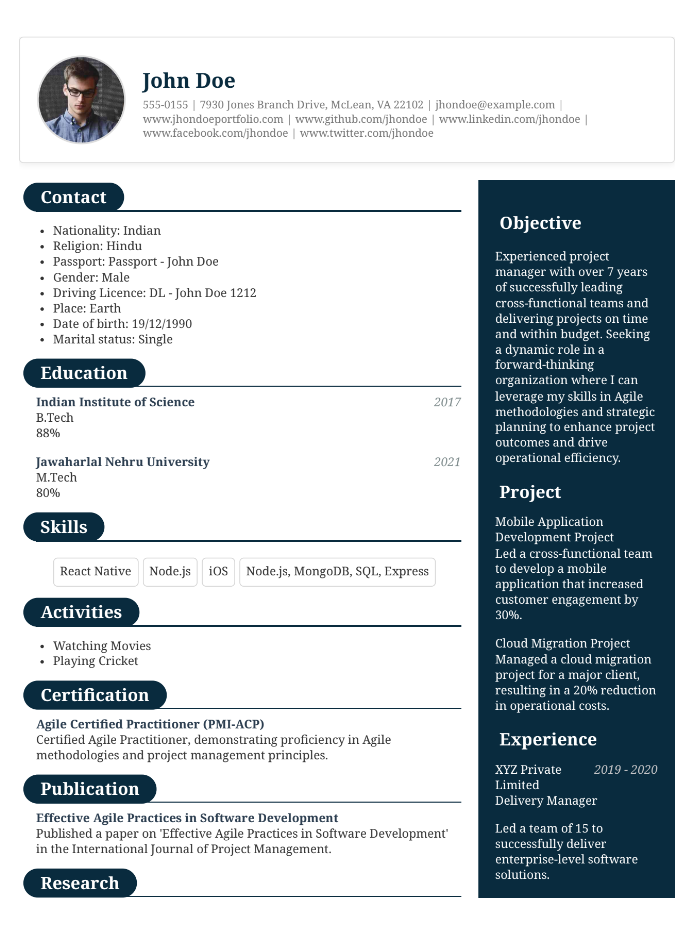 John Doe
555-0155 | 7930 Jones Branch Drive, McLean, VA 22102 | jhondoe@example.com |
www.jhondoeportfolio.com | www.github.com/jhondoe | www.linkedin.com/jhondoe |
www.facebook.com/jhondoe | www.twitter.com/jhondoe
Contact
• Nationality: Indian
• Religion: Hindu
• Passport: Passport - John Doe
• Gender: Male
• Driving Licence: DL - John Doe 1212
• Place: Earth
• Date of birth: 19/12/1990
• Marital status: Single
Education
Indian Institute of Science 2017
B.Tech
88%
Jawaharlal Nehru University 2021
M.Tech
80%
Skills
React Native Node.js iOS Node.js, MongoDB, SQL, Express
Activities
• Watching Movies
• Playing Cricket
Certification
Agile Certified Practitioner (PMI-ACP)
Certified Agile Practitioner, demonstrating proficiency in Agile
methodologies and project management principles.
Publication
Effective Agile Practices in Software Development
Published a paper on 'Effective Agile Practices in Software Development'
in the International Journal of Project Management.
Research
Objective
Experienced project
manager with over 7 years
of successfully leading
cross-functional teams and
delivering projects on time
and within budget. Seeking
a dynamic role in a
forward-thinking
organization where I can
leverage my skills in Agile
methodologies and strategic
planning to enhance project
outcomes and drive
operational efficiency.
Project
Mobile Application
Development Project
Led a cross-functional team
to develop a mobile
application that increased
customer engagement by
30%.
Cloud Migration Project
Managed a cloud migration
project for a major client,
resulting in a 20% reduction
in operational costs.
Experience
XYZ Private 2019 - 2020
Limited
Delivery Manager
Led a team of 15 to
successfully deliver
enterprise-level software
solutions.